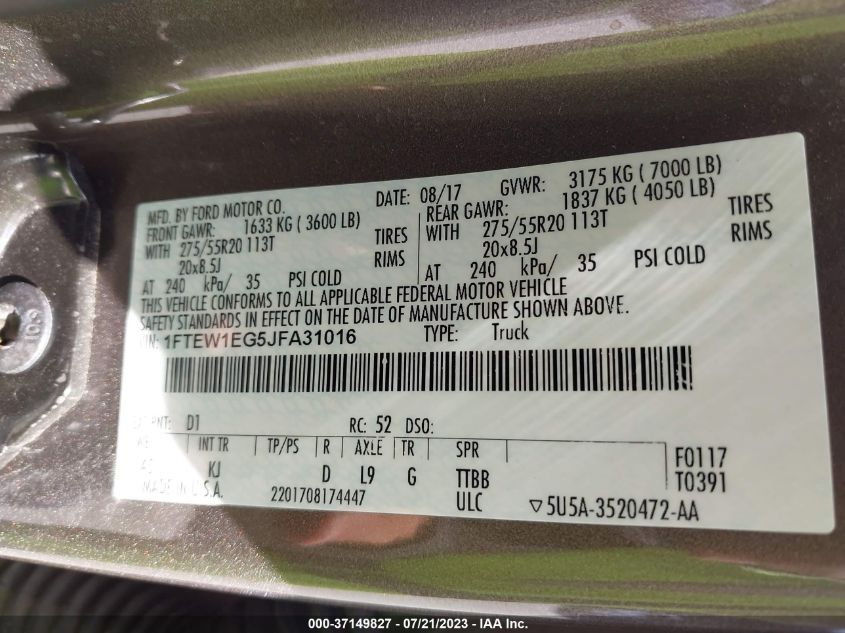 MFD. BY FORD MOTOR CO. DATE: 08/17 GVWR: 3175 KG ( 7000 LB)
FRONT GAWR: 1633 KG ( 3600 LB) REAR GAWR: 1837 KG ( 4050 LB)
WITH 275/55R20 113T TIRES WITH 275/55R20 113T TIRES
20x8.5J RIMS 20x8.5J RIMS
AT 240 kPa/ 35 PSI COLD AT 240 kPa/ 35 PSI COLD
THIS VEHICLE CONFORMS TO ALL APPLICABLE FEDERAL MOTOR VEHICLE
SAFETY STANDARDS IN EFFECT ON THE DATE OF MANUFACTURE SHOWN ABOVE.
1FTEW1EG5JFA31016 TYPE: Truck
D1 RC: 52 DSO:
INT TR TP/PS R AXLE TR SPR F0117
KJ D L9 G TTBB T0391
MADE IN U.S.A. 2201708174447 ULC ▽5U5A-3520472-AA
000-37149827 - 07/21/2023 - IAA Inc.